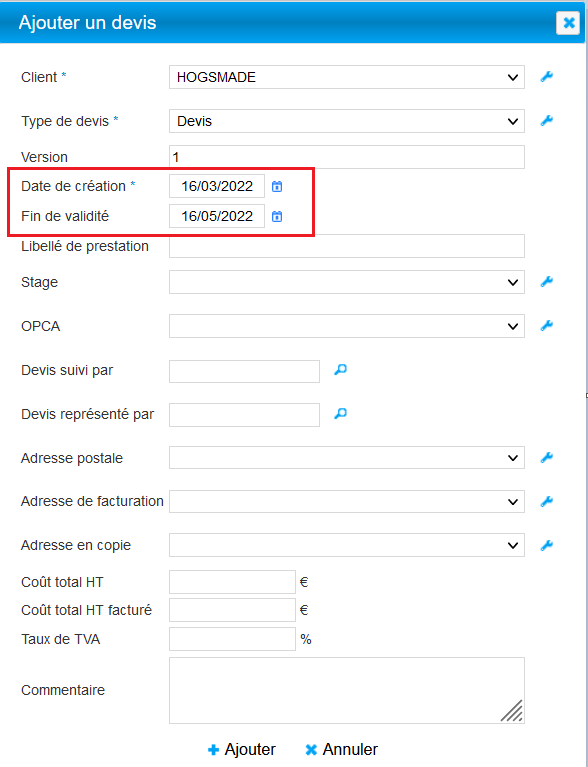 Ajouter un devis
Client * HOGSMADE
Type de devis * Devis
Version 1
Date de création * 16/03/2022
Fin de validité 16/05/2022
Libellé de prestation
Stage
OPCA
Devis suivi par
Devis représenté par
Adresse postale
Adresse de facturation
Adresse en copie
Coût total HT €
Coût total HT facturé €
Taux de TVA %
Commentaire
Ajouter Annuler